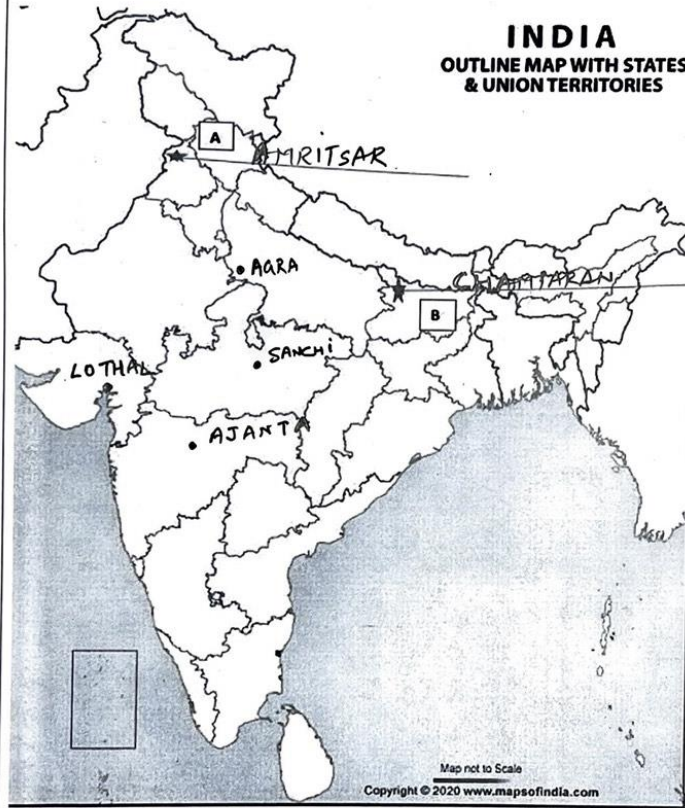 INDIA
OUTLINE MAP WITH STATES
& UNION TERRITORIES
A
AMRITSAR
AGRA
CHAMPARAN
B
SANCHi
LOTHAL
AJANTA
Map not to Scale
Copyright © 2020 www.mapsofindia.com